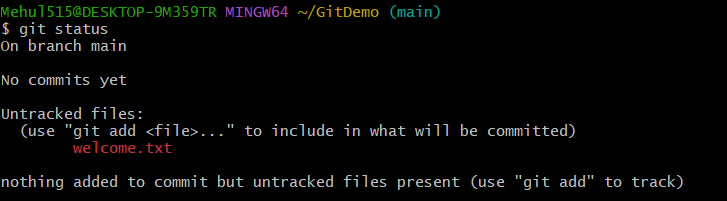 Mehul515@DESKTOP-9M359TR MINGW64 ~/GitDemo (main)
$ git status
On branch main
No commits yet
Untracked files:
(use "git add <file>..." to include in what will be committed)
welcome.txt
nothing added to commit but untracked files present (use "git add" to track)